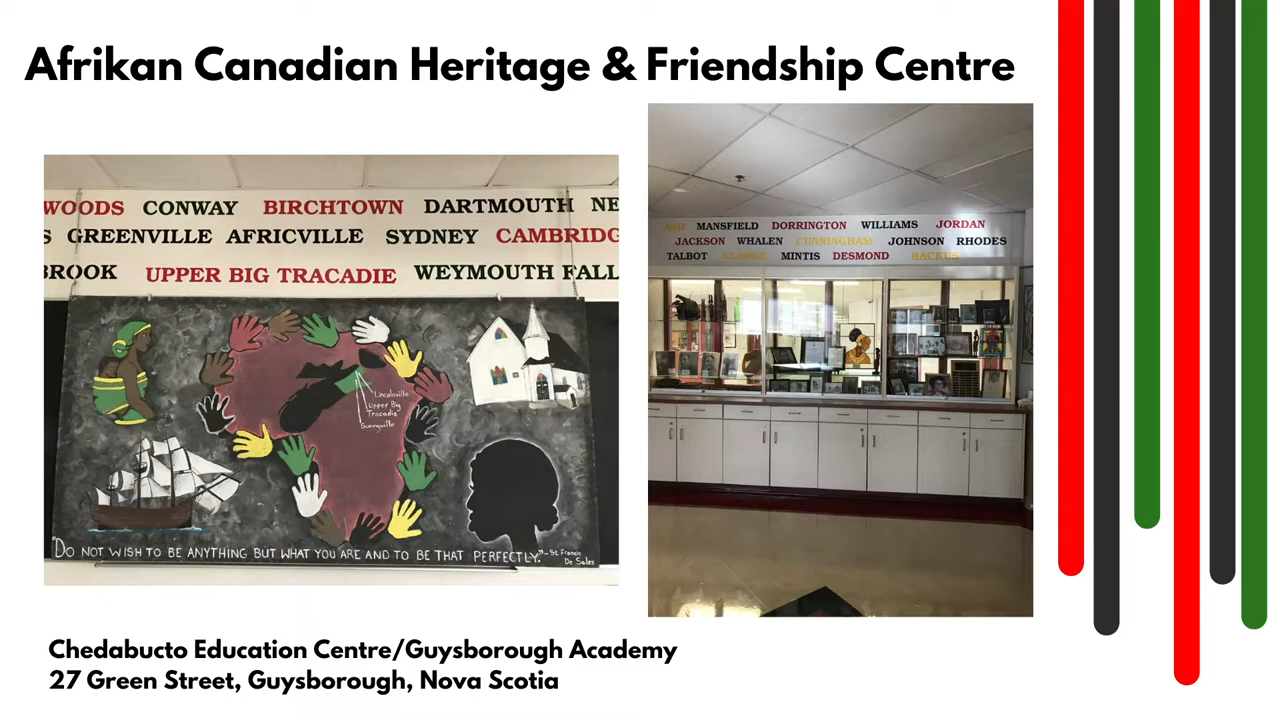 Afrikan Canadian Heritage & Friendship Centre
WOODS CONWAY BIRCHTOWN DARTMOUTH NE
S GREENVILLE AFRICVILLE SYDNEY CAMBRIDG
BROOK UPPER BIG TRACADIE WEYMOUTH FALL
Lincolnville
Upper Big
Tracadie
Sunnyville
"DO NOT WISH TO BE ANYTHING BUT WHAT YOU ARE AND TO BE THAT PERFECTLY." - St. Francis
De Sales
ASH MANSFIELD DORRINGTON WILLIAMS JORDAN
JACKSON WHALEN CUNNINGHAM JOHNSON RHODES
TALBOT CLARKE MINTIS DESMOND BACKUS
Chedabucto Education Centre/Guysborough Academy
27 Green Street, Guysborough, Nova Scotia